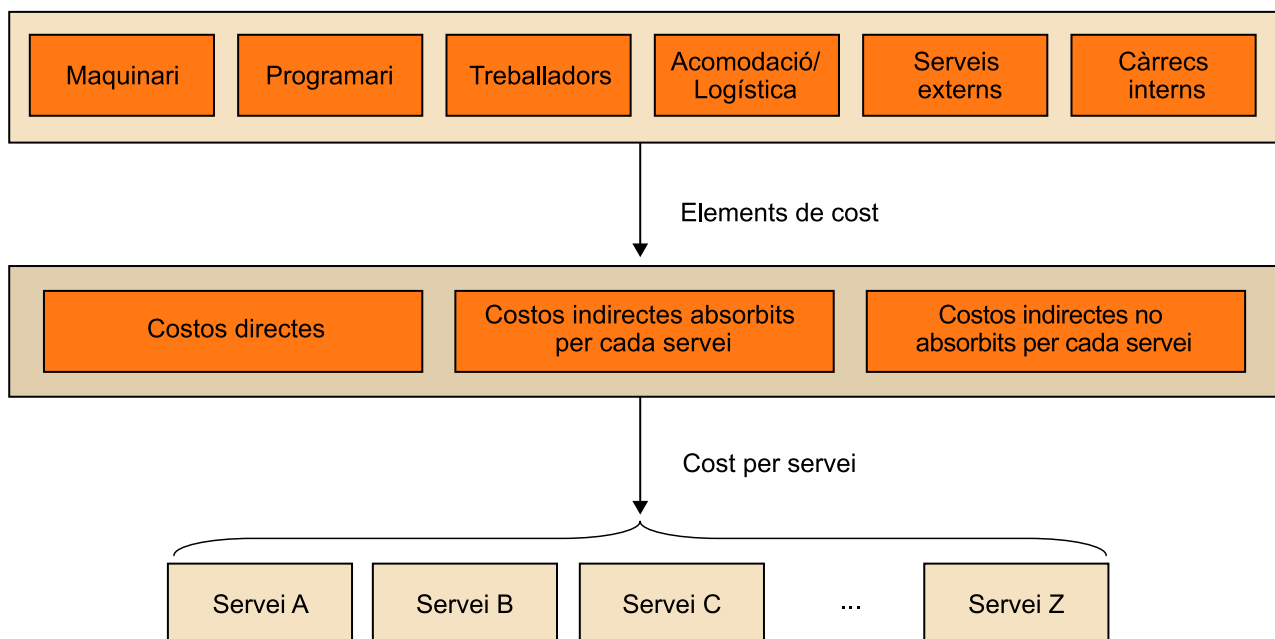 Maquinari
Programari
Treballadors
Acomodació/
Logística
Serveis
externs
Càrrecs
interns
Elements de cost
Costos directes
Costos indirectes absorbits
per cada servei
Costos indirectes no
absorbits per cada servei
Cost per servei
Servei A
Servei B
Servei C
...
Servei Z